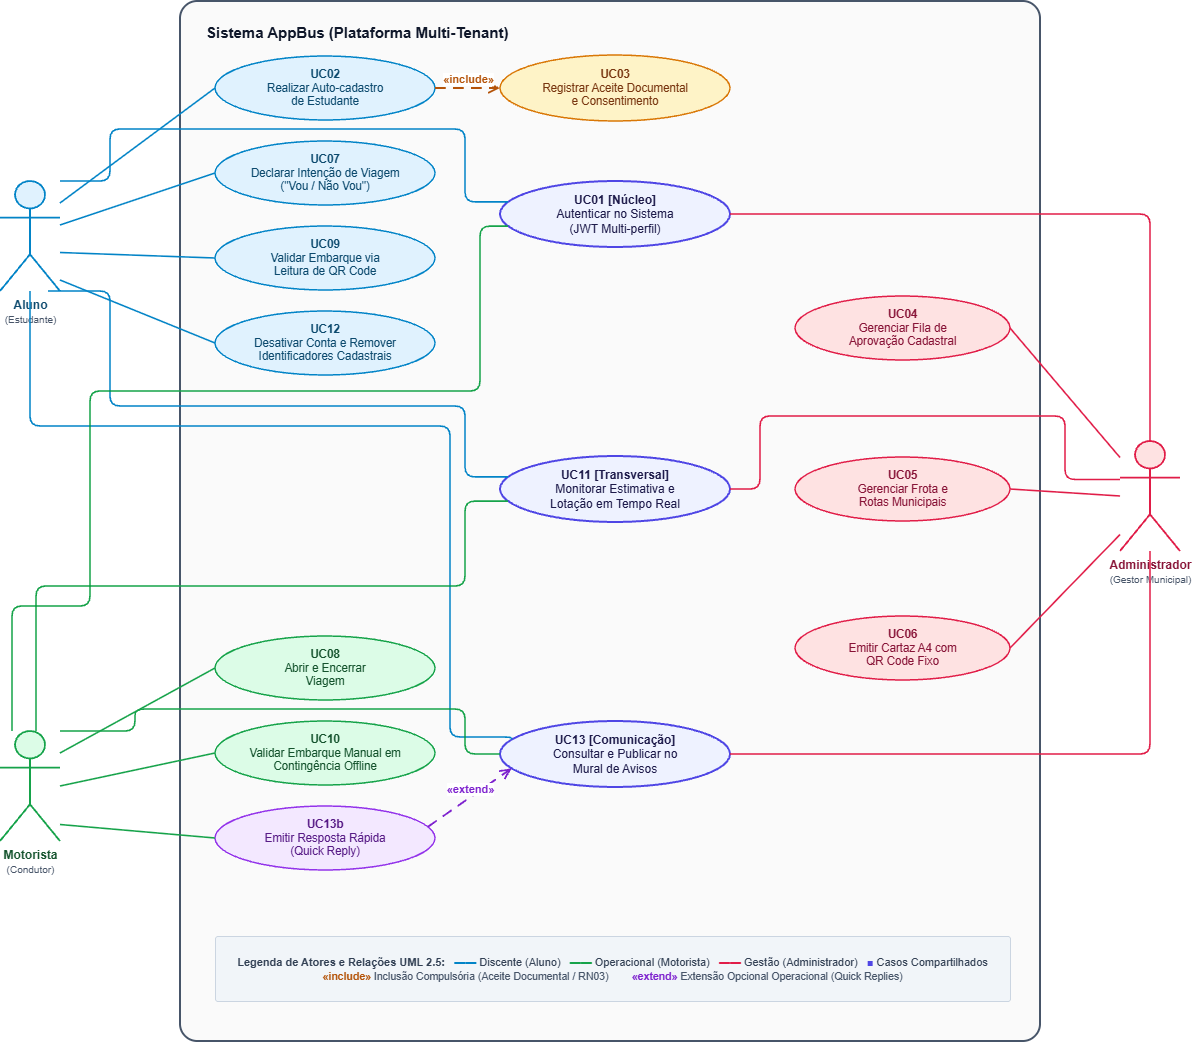 Sistema AppBus (Plataforma Multi-Tenant)
UC02
Realizar Auto-cadastro
de Estudante
«include»
UC03
Registrar Aceite Documental
e Consentimento
UC07
Declarar Intenção de Viagem
("Vou / Não Vou")
UC01 [Núcleo]
Autenticar no Sistema
(JWT Multi-perfil)
UC09
Validar Embarque via
Leitura de QR Code
Aluno
(Estudante)
UC12
Desativar Conta e Remover
Identificadores Cadastrais
UC04
Gerenciar Fila de
Aprovação Cadastral
UC11 [Transversal]
Monitorar Estimativa e
Lotação em Tempo Real
UC05
Gerenciar Frota e
Rotas Municipais
Administrador
(Gestor Municipal)
UC06
Emitir Cartaz A4 com
QR Code Fixo
UC08
Abrir e Encerrar
Viagem
UC10
Validar Embarque Manual em
Contingência Offline
UC13 [Comunicação]
Consultar e Publicar no
Mural de Avisos
«extend»
UC13b
Emitir Resposta Rápida
(Quick Reply)
Motorista
(Condutor)
Legenda de Atores e Relações UML 2.5: Discente (Aluno) Operacional (Motorista) Gestão (Administrador) Casos Compartilhados
«include» Inclusão Compulsória (Aceite Documental / RN03) «extend» Extensão Opcional Operacional (Quick Replies)